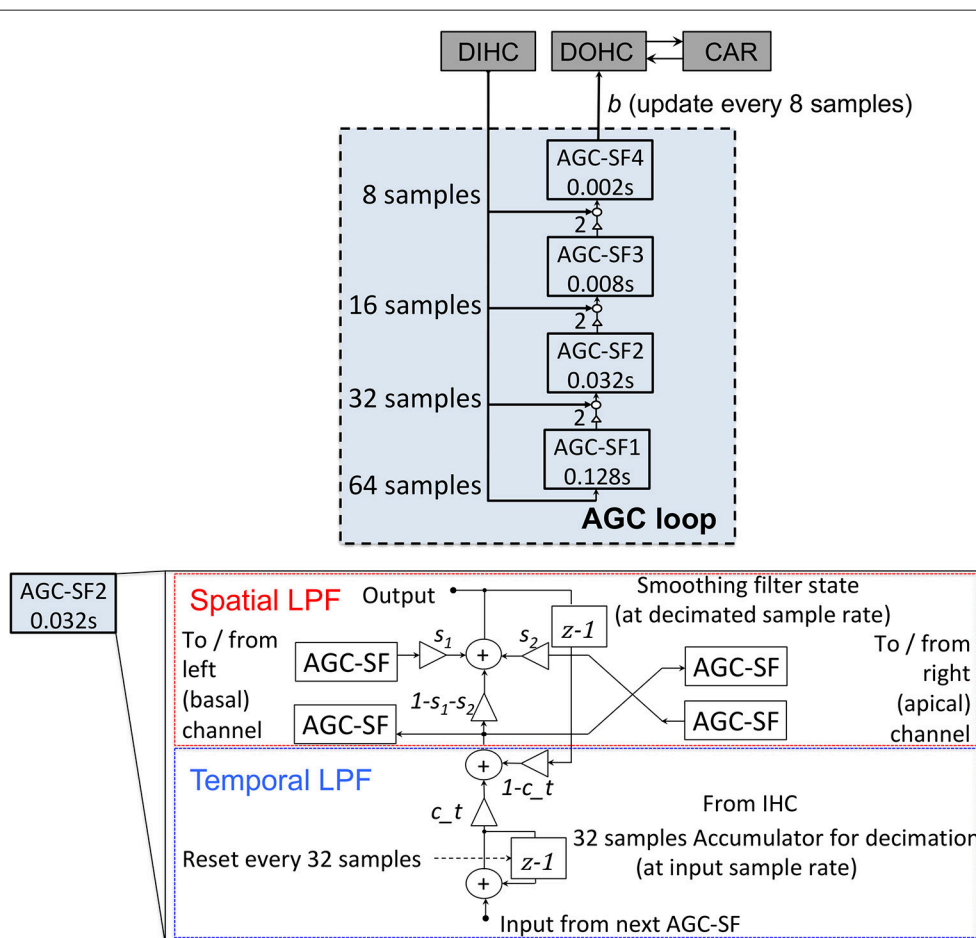 DIHC
DOHC
CAR
b (update every 8 samples)
AGC-SF4
0.002s
8 samples
2
AGC-SF3
0.008s
16 samples
2
AGC-SF2
0.032s
32 samples
2
AGC-SF1
0.128s
64 samples
AGC loop
AGC-SF2
0.032s
Spatial LPF
Output
Smoothing filter state
(at decimated sample rate)
z-1
To / from
left
(basal)
channel
AGC-SF
s1
+
s2
AGC-SF
To / from
right
(apical)
channel
1-s1-s2
AGC-SF
AGC-SF
Temporal LPF
+
1-c_t
c_t
From IHC
32 samples Accumulator for decimation
(at input sample rate)
Reset every 32 samples
z-1
+
Input from next AGC-SF